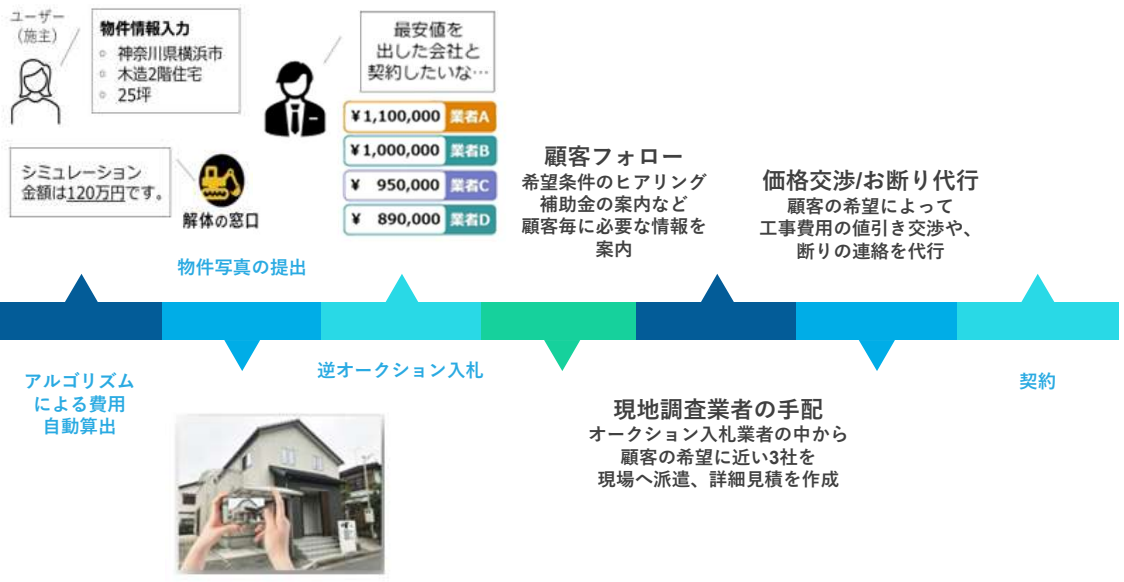 ユーザー
(施主)
物件情報入力
神奈川県横浜市
木造2階住宅
25坪
シミュレーション
金額は120万円です。
解体の窓口
最安値を
出した会社と
契約したいな…
¥1,100,000 業者A
¥1,000,000 業者B
¥ 950,000 業者C
¥ 890,000 業者D
アルゴリズム
による費用
自動算出
物件写真の提出
逆オークション入札
顧客フォロー
希望条件のヒアリング
補助金の案内など
顧客毎に必要な情報を
案内
現地調査業者の手配
オークション入札業者の中から
顧客の希望に近い3社を
現場へ派遣、詳細見積を作成
価格交渉/お断り代行
顧客の希望によって
工事費用の値引き交渉や、
断りの連絡を代行
契約